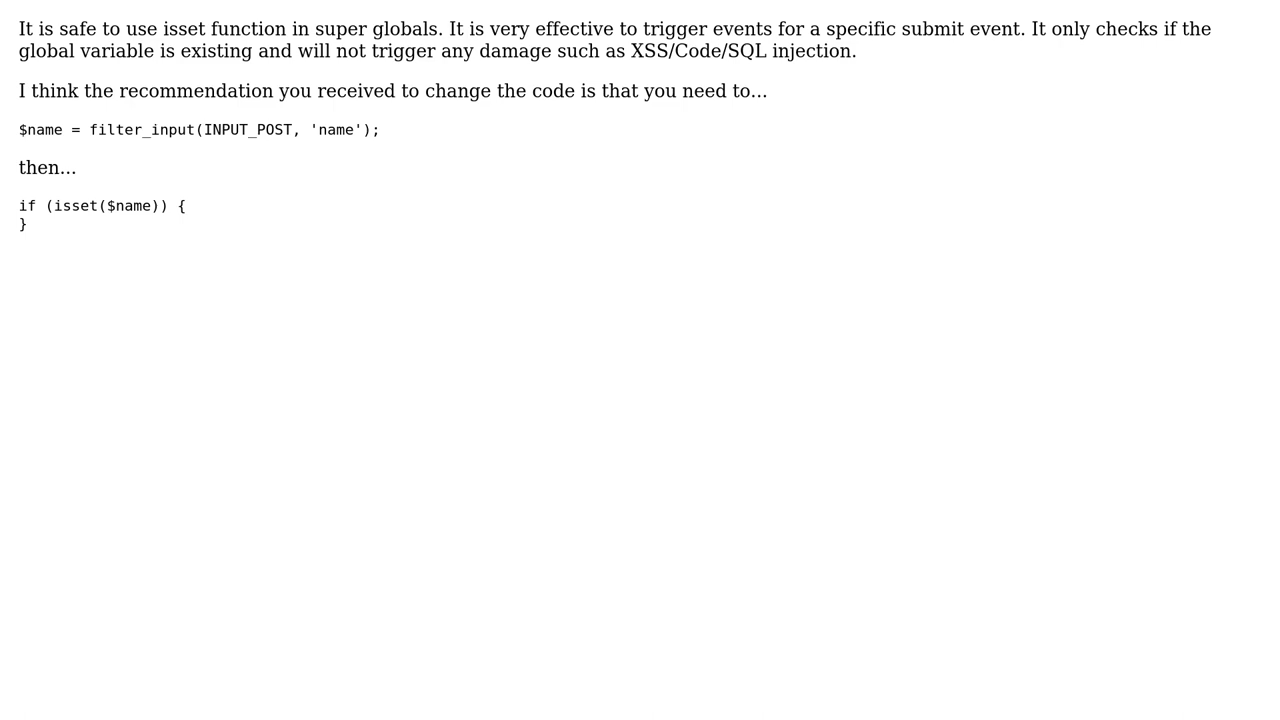 It is safe to use isset function in super globals. It is very effective to trigger events for a specific submit event. It only checks if the
global variable is existing and will not trigger any damage such as XSS/Code/SQL injection.
I think the recommendation you received to change the code is that you need to...
$name = filter_input(INPUT_POST, 'name');
then...
if (isset($name)) {
}